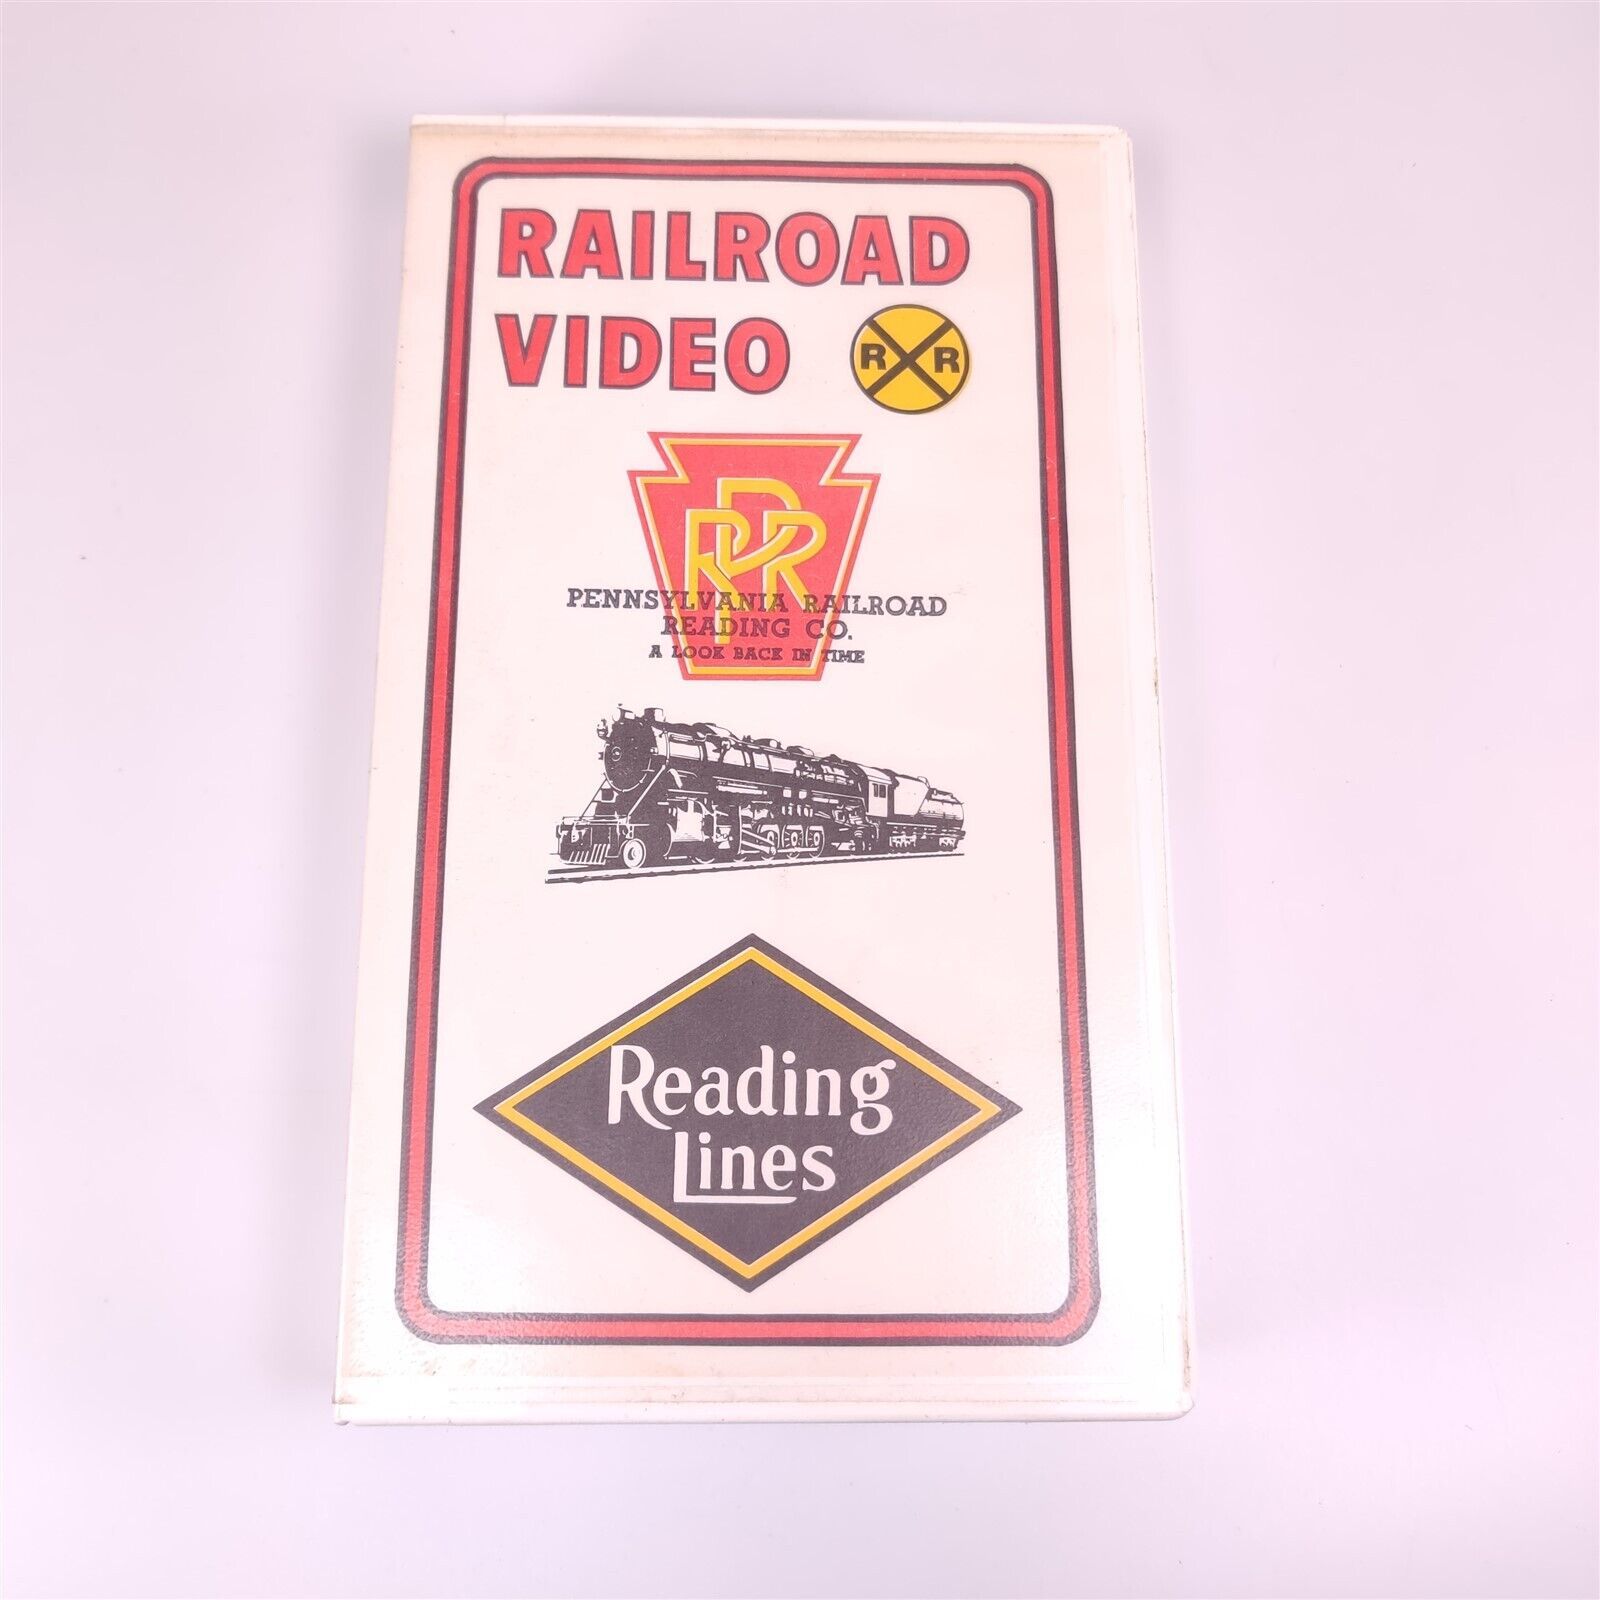 RAILROAD
VIDEO
R R
PRR
PENNSYLVANIA RAILROAD
READING CO.
A LOOK BACK IN TIME
Reading
Lines